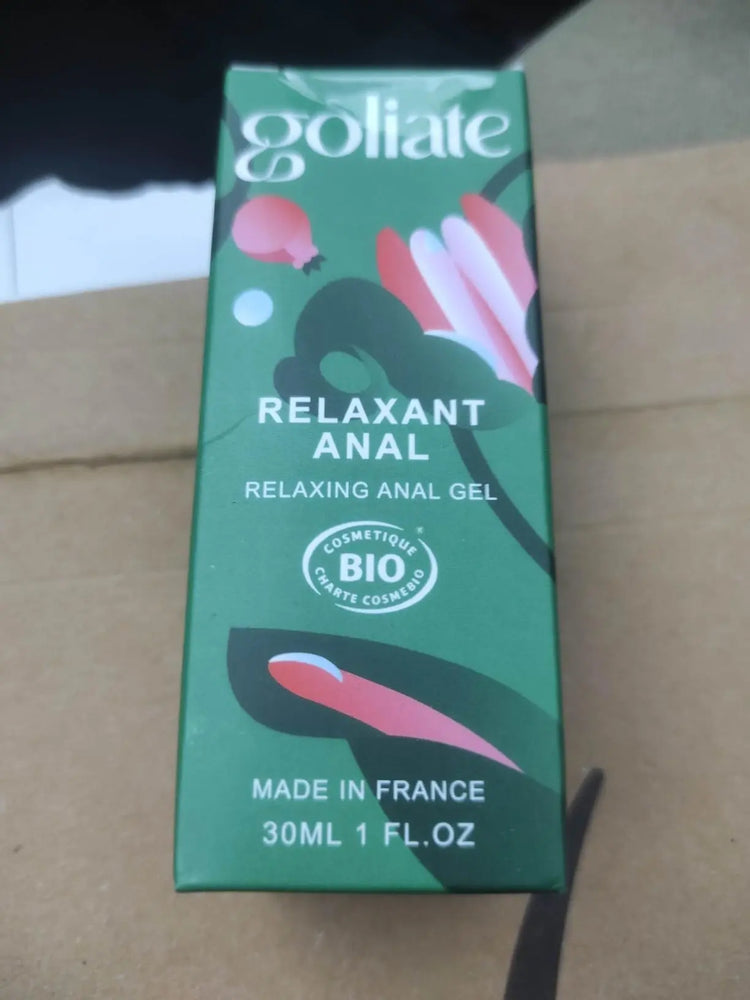 goliate
RELAXANT
ANAL
RELAXING ANAL GEL
COSMETIQUE
BIO
CHARTE COSMEBIO
MADE IN FRANCE
30ML 1 FL.OZ